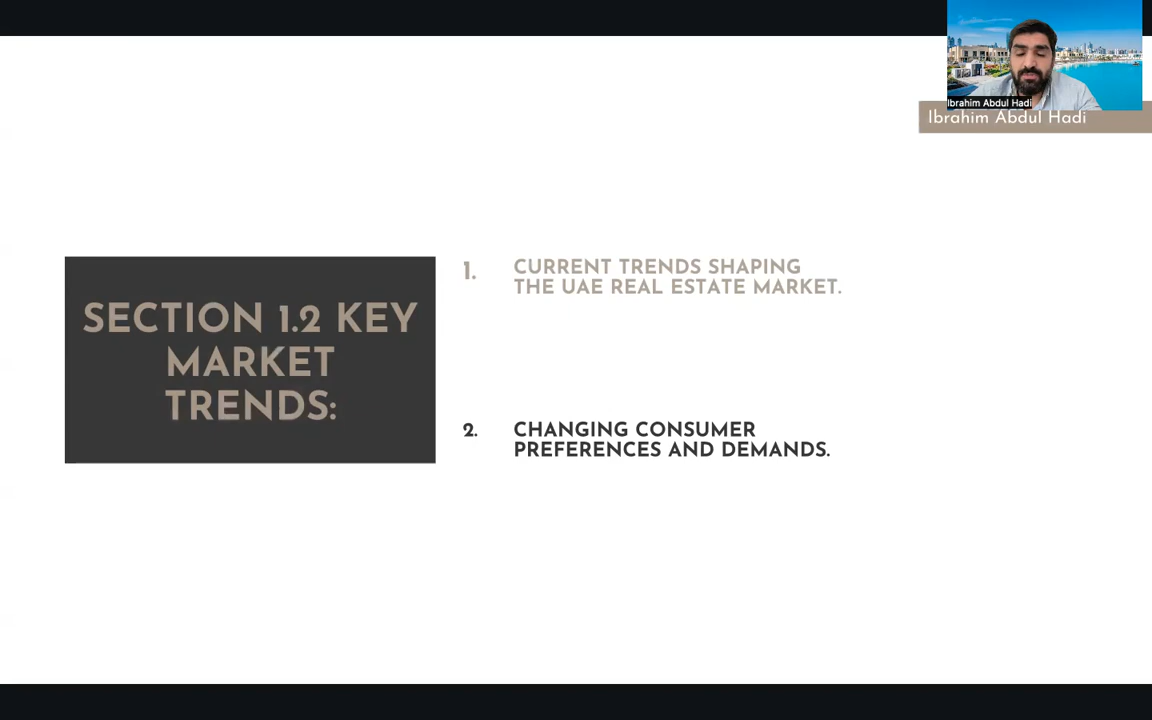 Ibrahim Abdul Hadi
Ibrahim Abdul Hadi
SECTION 1.2 KEY
MARKET
TRENDS:
1. CURRENT TRENDS SHAPING
THE UAE REAL ESTATE MARKET.
2. CHANGING CONSUMER
PREFERENCES AND DEMANDS.